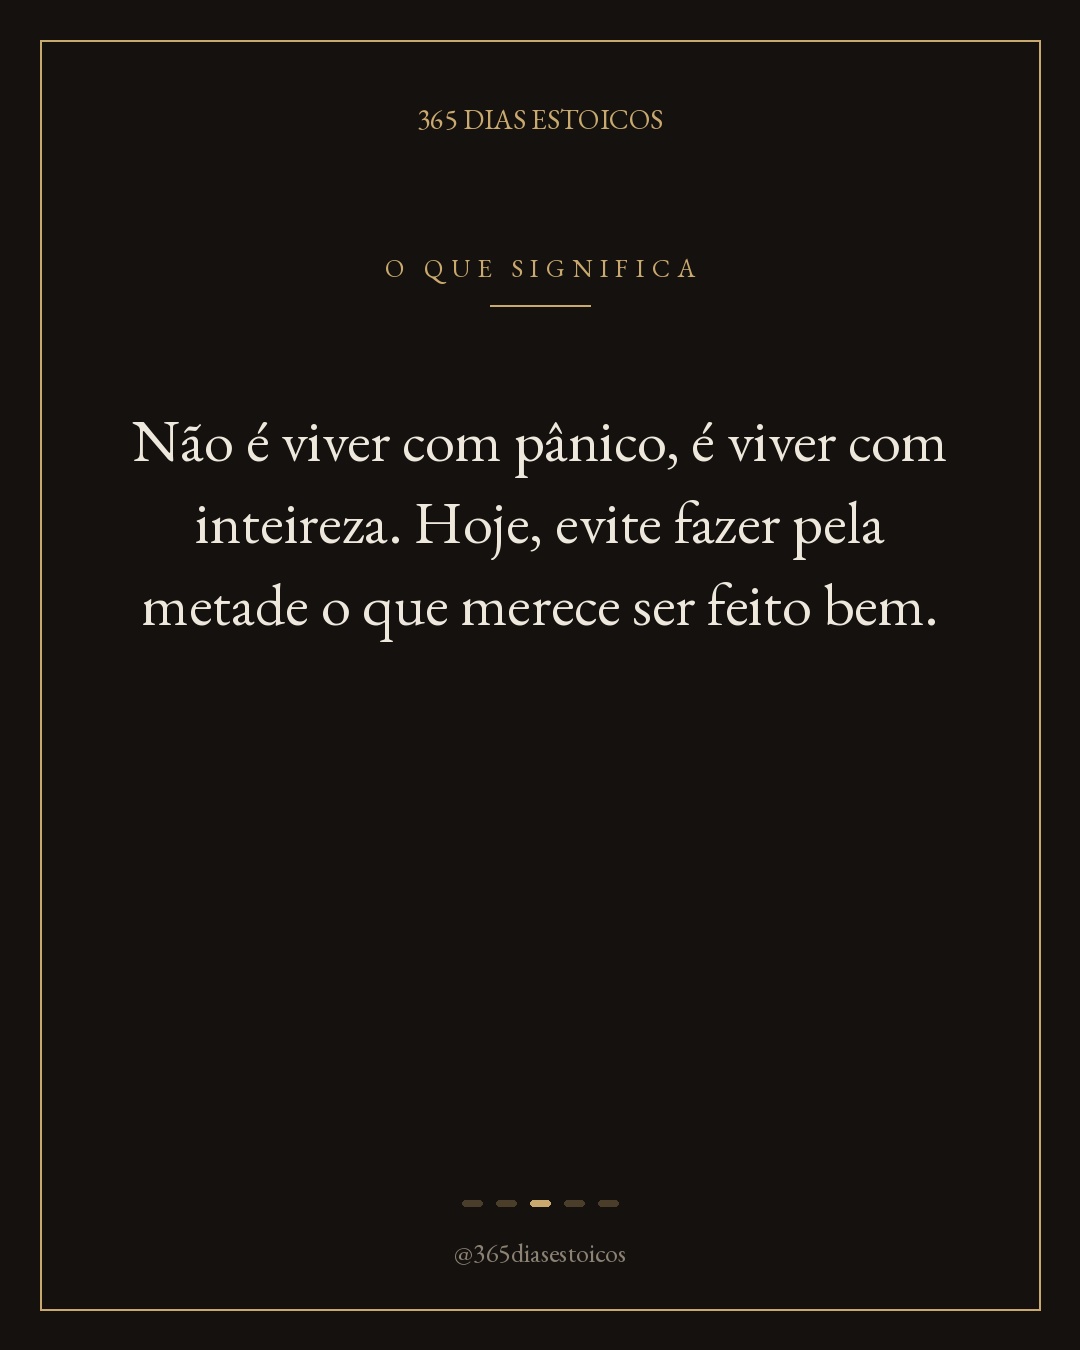 365 DIAS ESTOICOS
O QUE SIGNIFICA
Não é viver com pânico, é viver com
inteireza. Hoje, evite fazer pela
metade o que merece ser feito bem.
@365diasestoicos